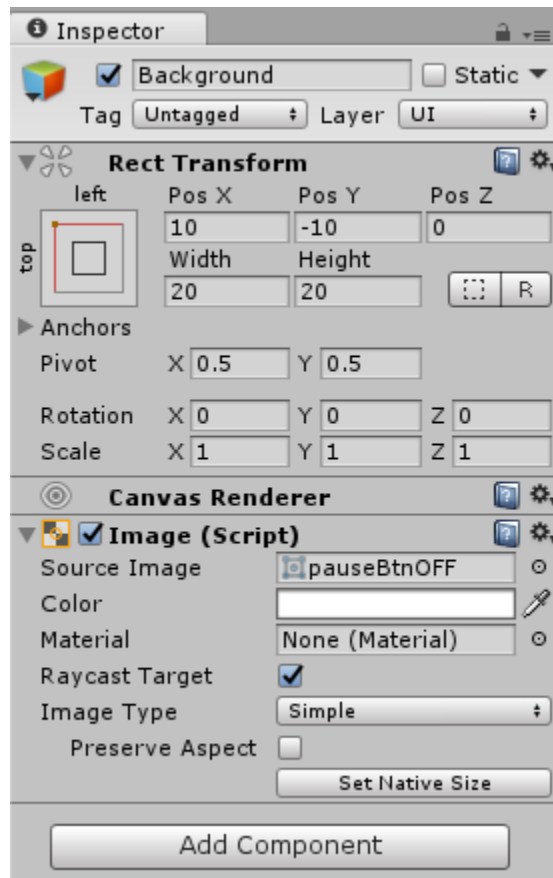 Inspector
Background Static
Tag Untagged Layer UI
Rect Transform
left Pos X Pos Y Pos Z
10 -10 0
top Width Height
20 20 R
Anchors
Pivot X 0.5 Y 0.5
Rotation X 0 Y 0 Z 0
Scale X 1 Y 1 Z 1
Canvas Renderer
Image (Script)
Source Image pauseBtnOFF
Color
Material None (Material)
Raycast Target
Image Type Simple
Preserve Aspect
Set Native Size
Add Component